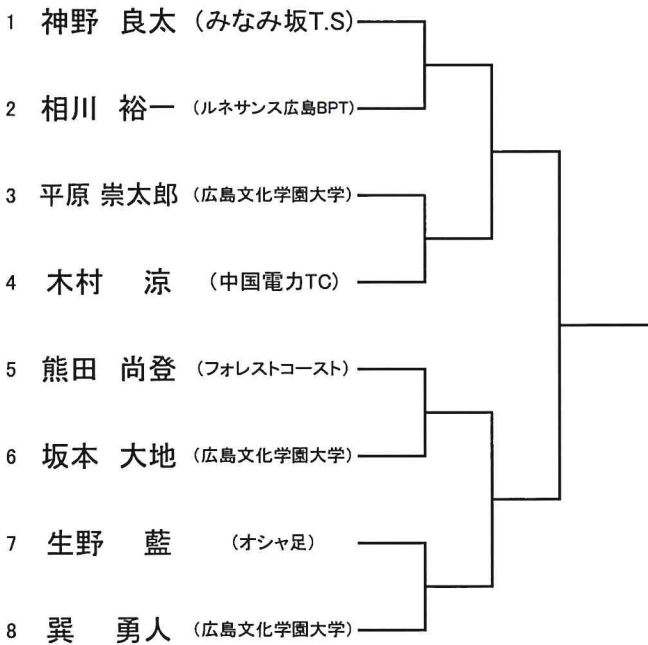 1 神野 良太 (みなみ坂T.S)
2 相川 裕一 (ルネサンス広島BPT)
3 平原 崇太郎 (広島文化学園大学)
4 木村 涼 (中国電力TC)
5 熊田 尚登 (フォレストコースト)
6 坂本 大地 (広島文化学園大学)
7 生野 藍 (オシャ足)
8 巽 勇人 (広島文化学園大学)